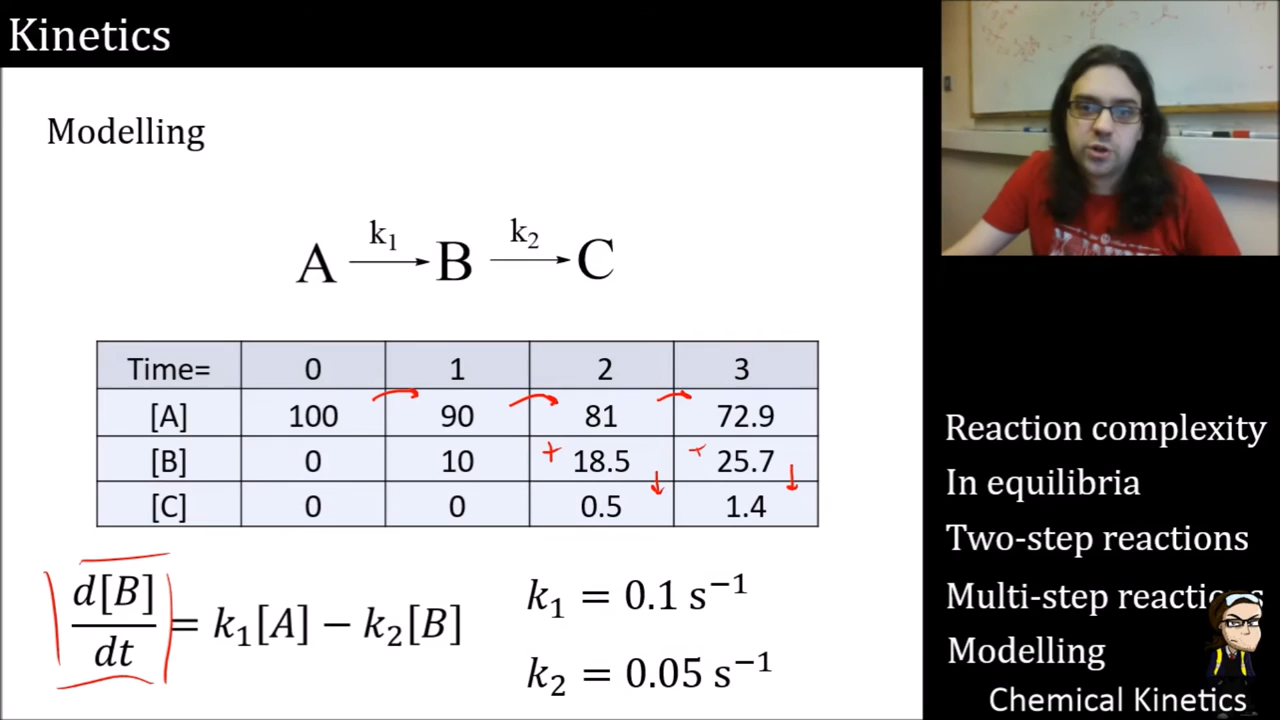 Kinetics
Modelling
A k₁ B k₂ C
Time= 0 1 2 3
[A] 100 90 81 72.9
[B] 0 10 + 18.5 + 25.7
[C] 0 0 0.5 1.4
d[B]/dt = k₁[A] − k₂[B]
k₁ = 0.1 s⁻¹
k₂ = 0.05 s⁻¹
Reaction complexity
In equilibria
Two-step reactions
Multi-step reactions
Modelling
Chemical Kinetics